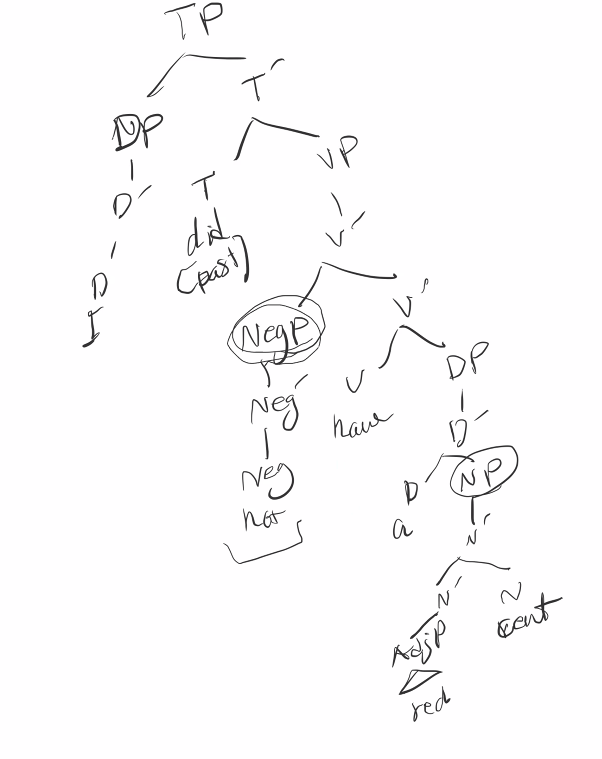 TP
T′
DP
VP
D′
T
did
(past)
V′
D
I
NegP
V′
Neg′
V
have
DP
D′
Neg
not
D
a
NP
N′
N′
N
cent
AdjP
red